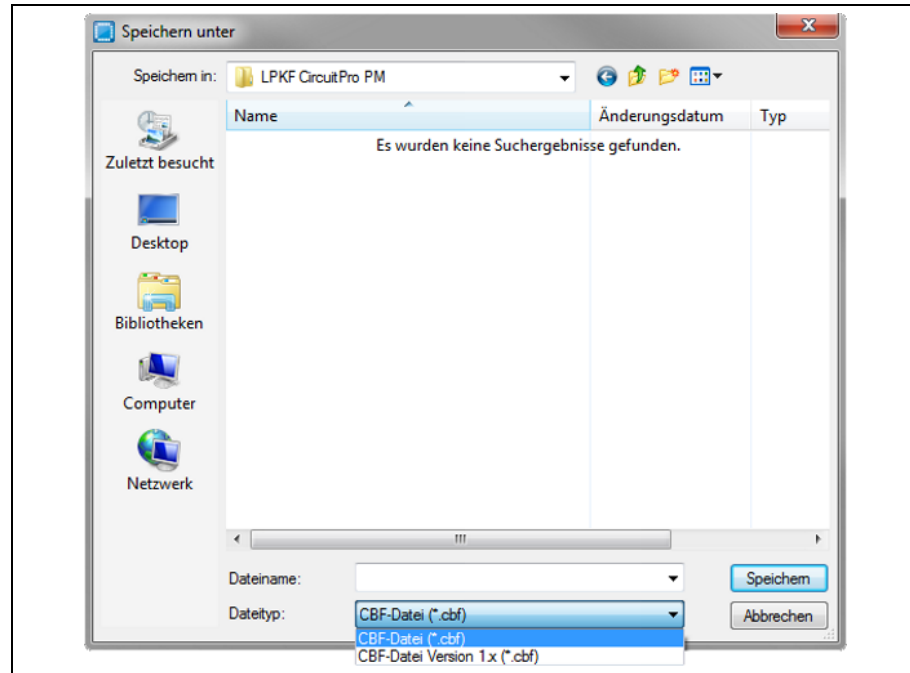 Speichern unter
Speichern in: LPKF CircuitPro PM
Name Änderungsdatum Typ
Es wurden keine Suchergebnisse gefunden.
Zuletzt besucht
Desktop
Bibliotheken
Computer
Netzwerk
Dateiname: Speichern
Dateityp: CBF-Datei (*.cbf) Abbrechen
CBF-Datei (*.cbf)
CBF-Datei Version 1.x (*.cbf)